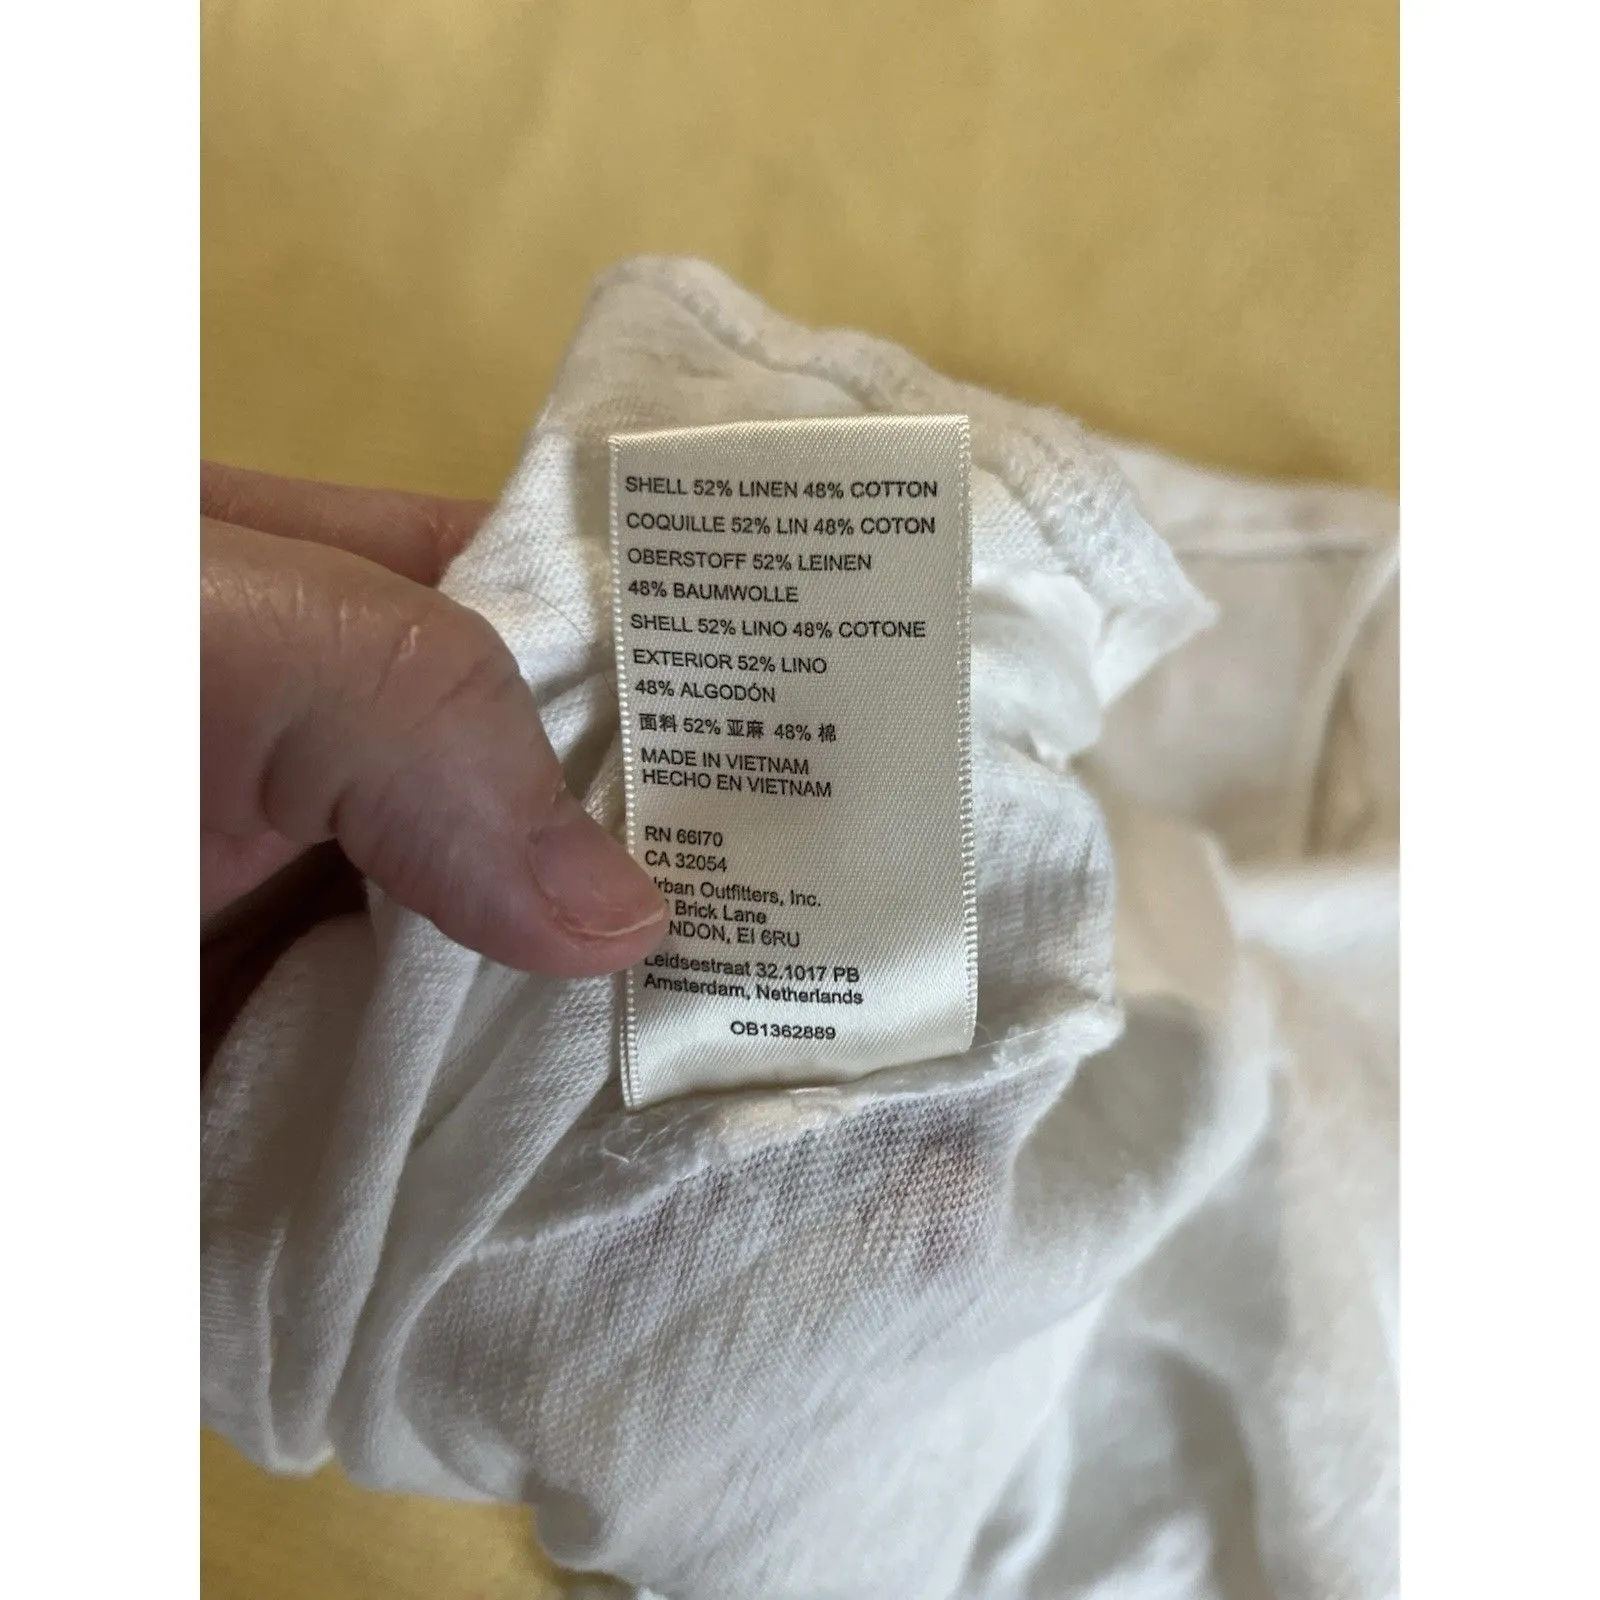 SHELL 52% LINEN 48% COTTON
COQUILLE 52% LIN 48% COTON
OBERSTOFF 52% LEINEN
48% BAUMWOLLE
SHELL 52% LINO 48% COTONE
EXTERIOR 52% LINO
48% ALGODÓN
面料 52% 亚麻 48% 棉
MADE IN VIETNAM
HECHO EN VIETNAM
RN 66I70
CA 32054
Outfitters, Inc.
Brick Lane
EI 6RU
Leidsestraat 32.1017 PB
Amsterdam, Netherlands
OB1362889